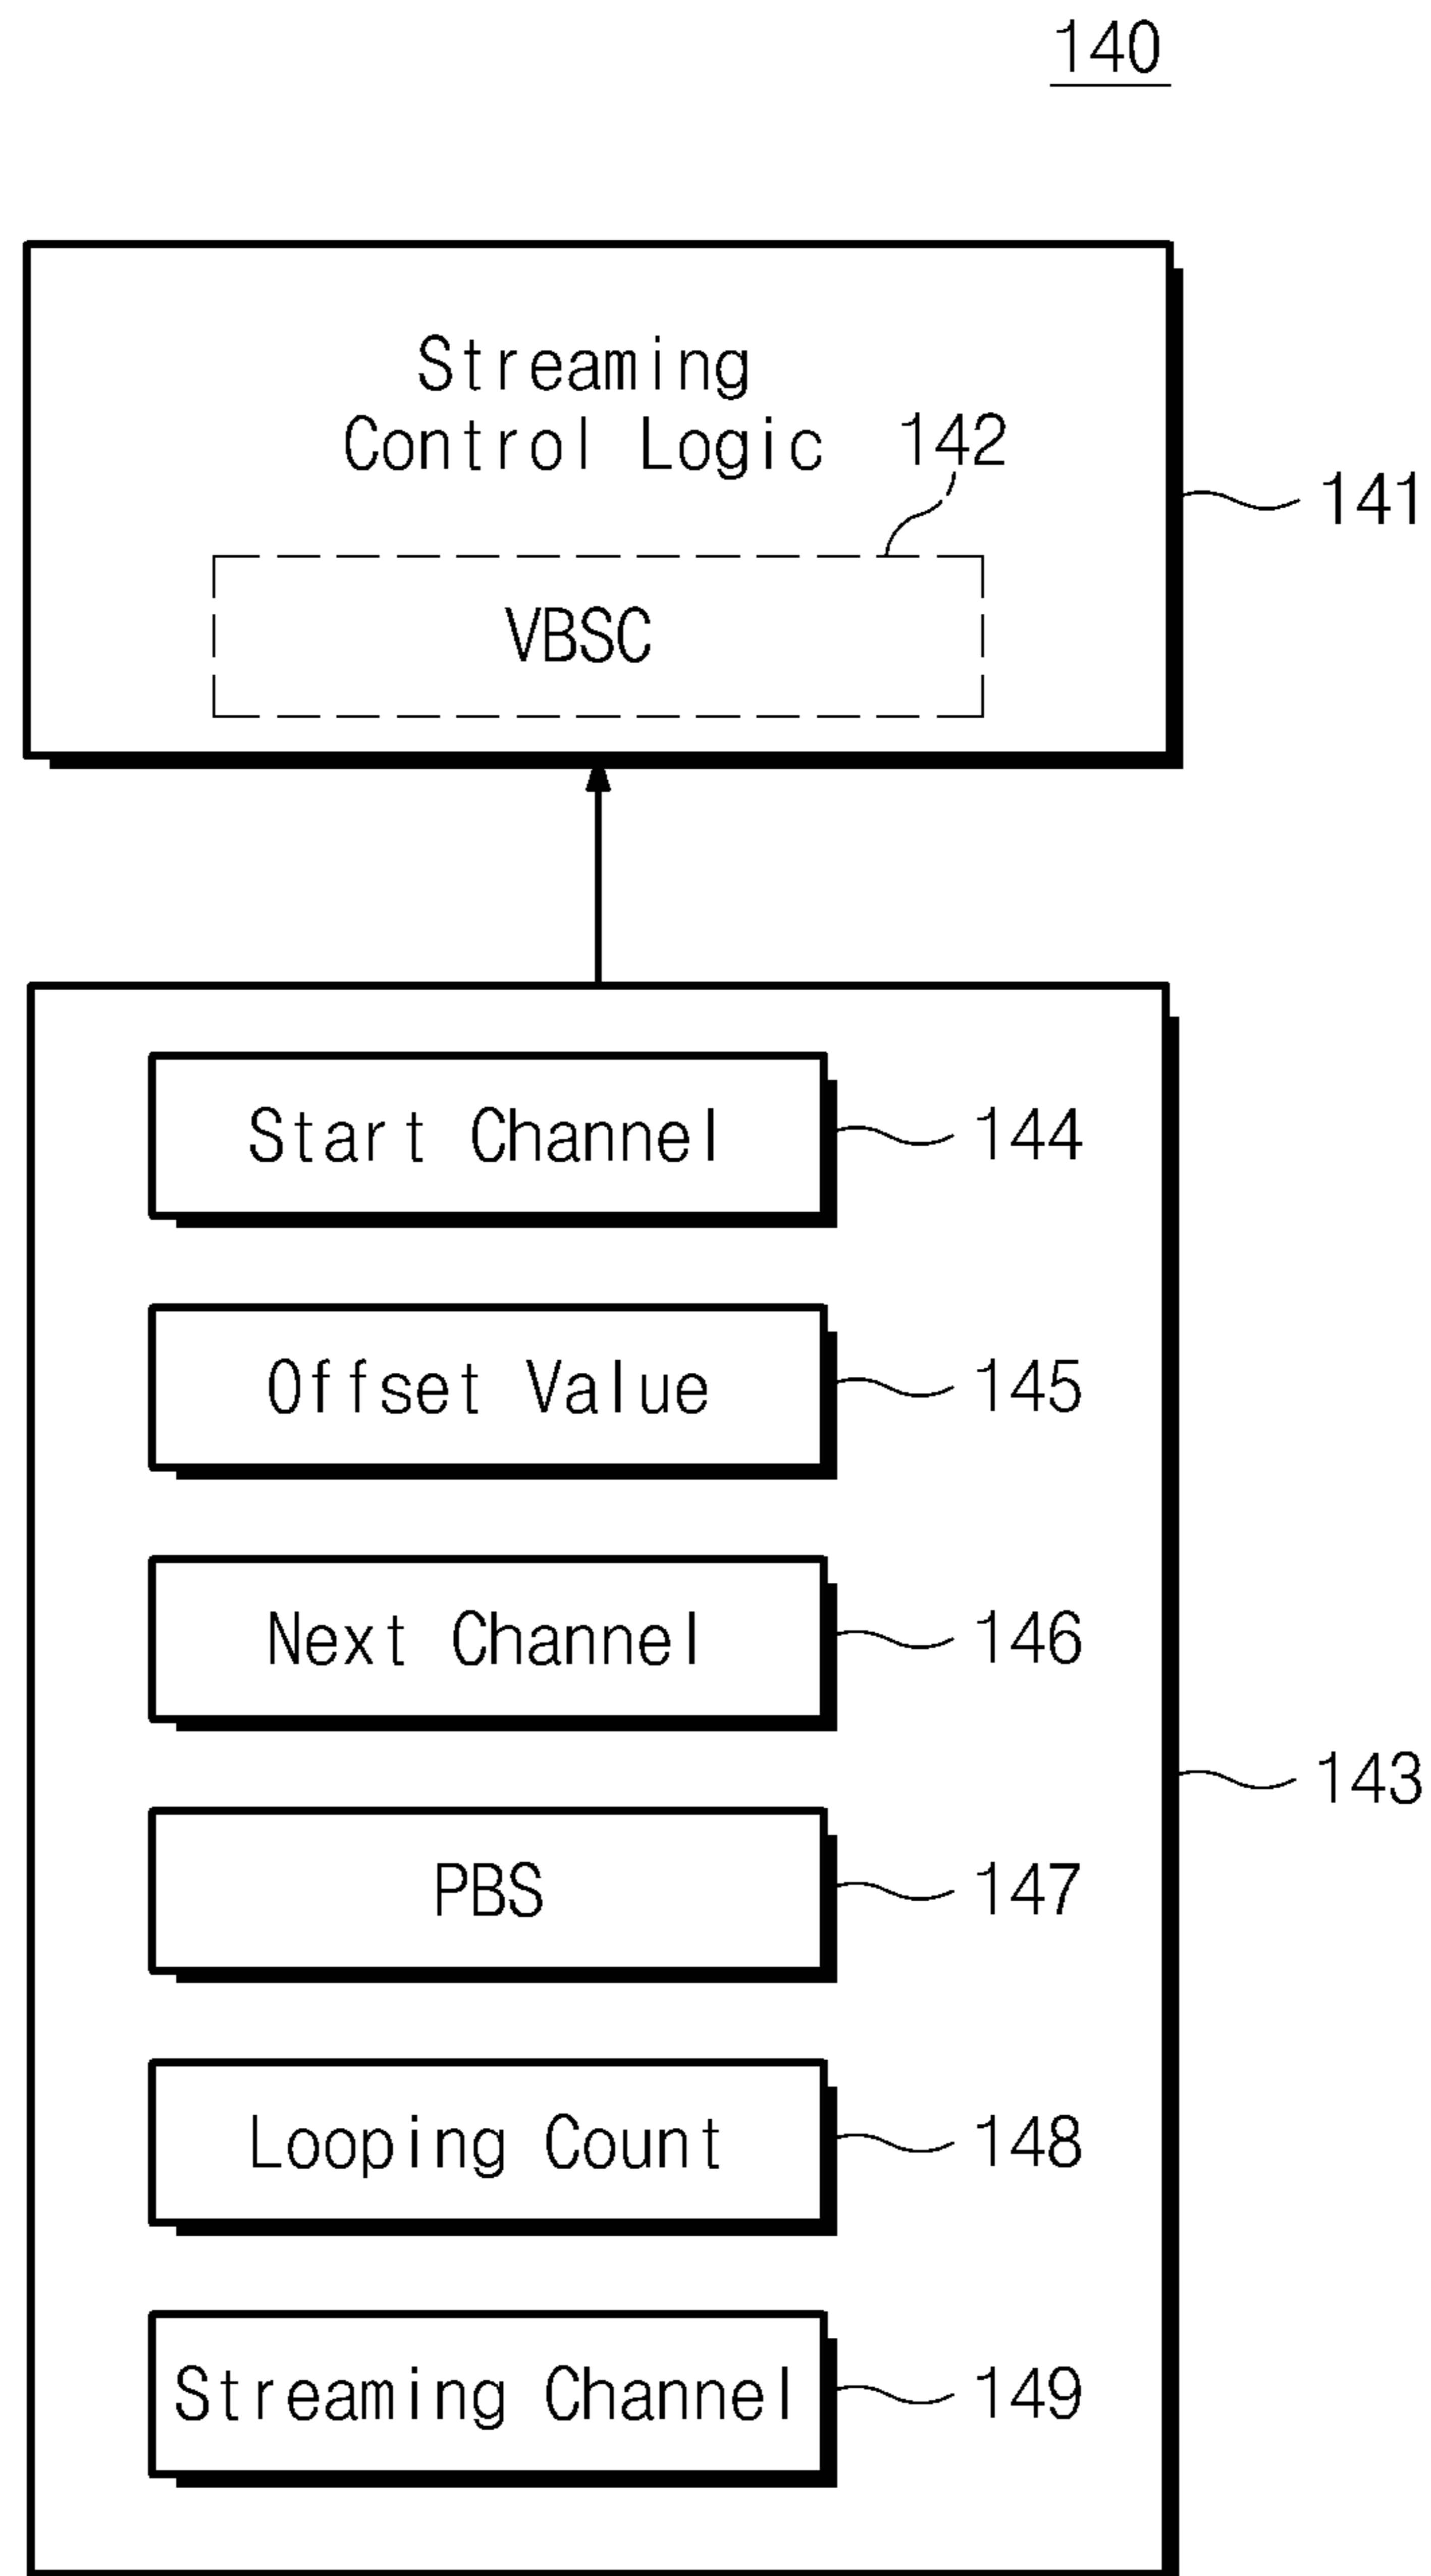 140
Streaming
Control Logic
142
141
VBSC
Start Channel
144
Offset Value
145
Next Channel
146
143
PBS
147
Looping Count
148
Streaming Channel
149